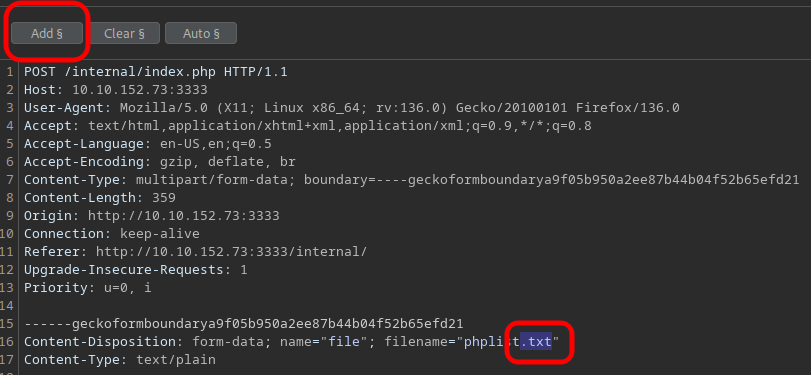 Add § Clear § Auto §
1 POST /internal/index.php HTTP/1.1
2 Host: 10.10.152.73:3333
3 User-Agent: Mozilla/5.0 (X11; Linux x86_64; rv:136.0) Gecko/20100101 Firefox/136.0
4 Accept: text/html,application/xhtml+xml,application/xml;q=0.9,*/*;q=0.8
5 Accept-Language: en-US,en;q=0.5
6 Accept-Encoding: gzip, deflate, br
7 Content-Type: multipart/form-data; boundary=----geckoformboundarya9f05b950a2ee87b44b04f52b65efd21
8 Content-Length: 359
9 Origin: http://10.10.152.73:3333
10 Connection: keep-alive
11 Referer: http://10.10.152.73:3333/internal/
12 Upgrade-Insecure-Requests: 1
13 Priority: u=0, i
14
15 ------geckoformboundarya9f05b950a2ee87b44b04f52b65efd21
16 Content-Disposition: form-data; name="file"; filename="phplist.txt"
17 Content-Type: text/plain